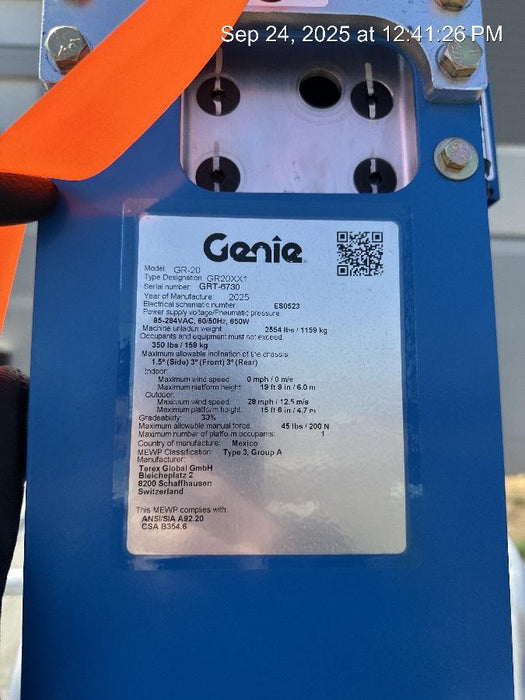 Sep 24, 2025 at 12:41:26 PM
Genie
Model: GR-20
Type Designation: GR20XX1
Serial number: GRT-6730
Year of Manufacture: 2025
Electrical schematic number: ES0523
Power supply voltage/Pneumatic pressure:
85-264VAC, 60/50Hz, 650W
Machine unladen weight 2554 lbs / 1159 kg
Occupants and equipment must not exceed:
350 lbs / 159 kg
Maximum allowable inclination of the chassis:
1.5° (Side) 3° (Front) 3° (Rear)
Indoor:
Maximum wind speed: 0 mph / 0 m/s
Maximum platform height: 19 ft 9 in / 6.0 m
Outdoor:
Maximum wind speed: 28 mph / 12.5 m/s
Maximum platform height: 15 ft 6 in / 4.7 m
Gradeability: 30%
Maximum allowable manual force: 45 lbs / 200 N
Maximum number of platform occupants: 1
Country of manufacture: Mexico
MEWP Classification: Type 3, Group A
Manufacturer:
Terex Global GmbH
Bleicheplatz 2
8200 Schaffhausen
Switzerland
This MEWP complies with:
ANSI/SIA A92.20
CSA B354.6